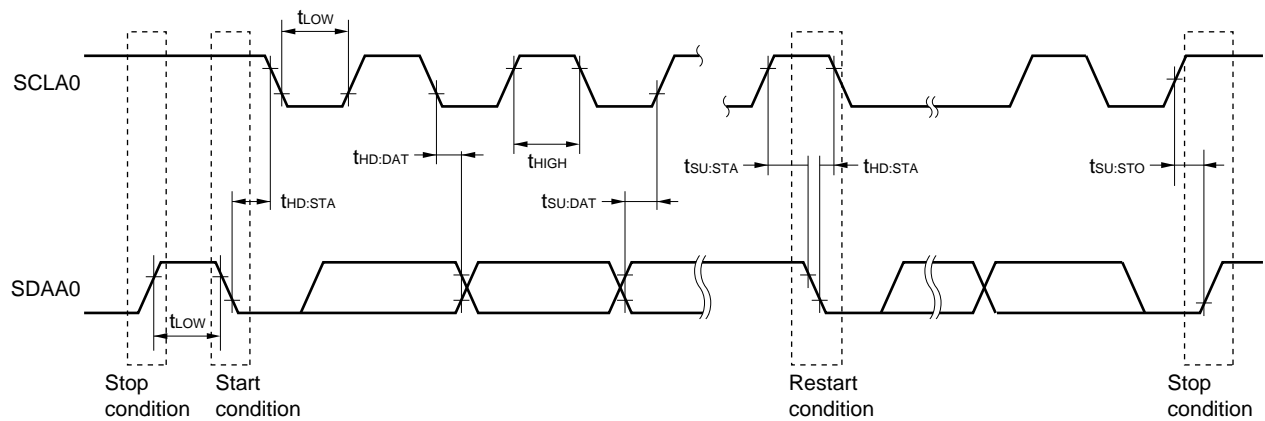 tLOW
SCLA0
tHD:DAT
tHIGH
tSU:STA
tHD:STA
tSU:STO
tHD:STA
tSU:DAT
SDAA0
tLOW
Stop
condition
Start
condition
Restart
condition
Stop
condition